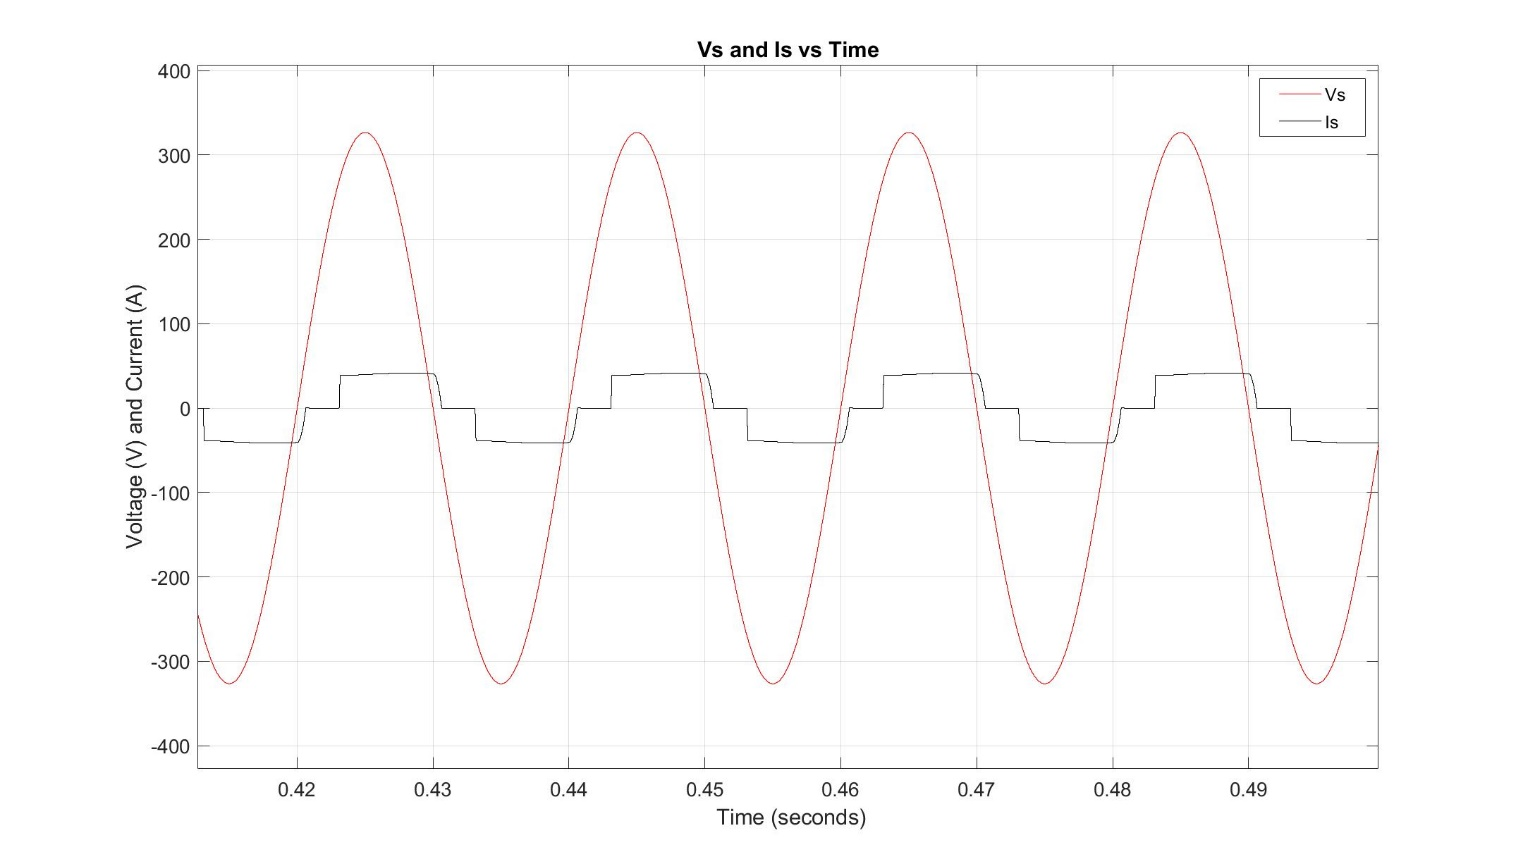 Vs and Is vs Time
Vs
Is
400
300
200
100
0
-100
-200
-300
-400
Voltage (V) and Current (A)
0.42 0.43 0.44 0.45 0.46 0.47 0.48 0.49
Time (seconds)